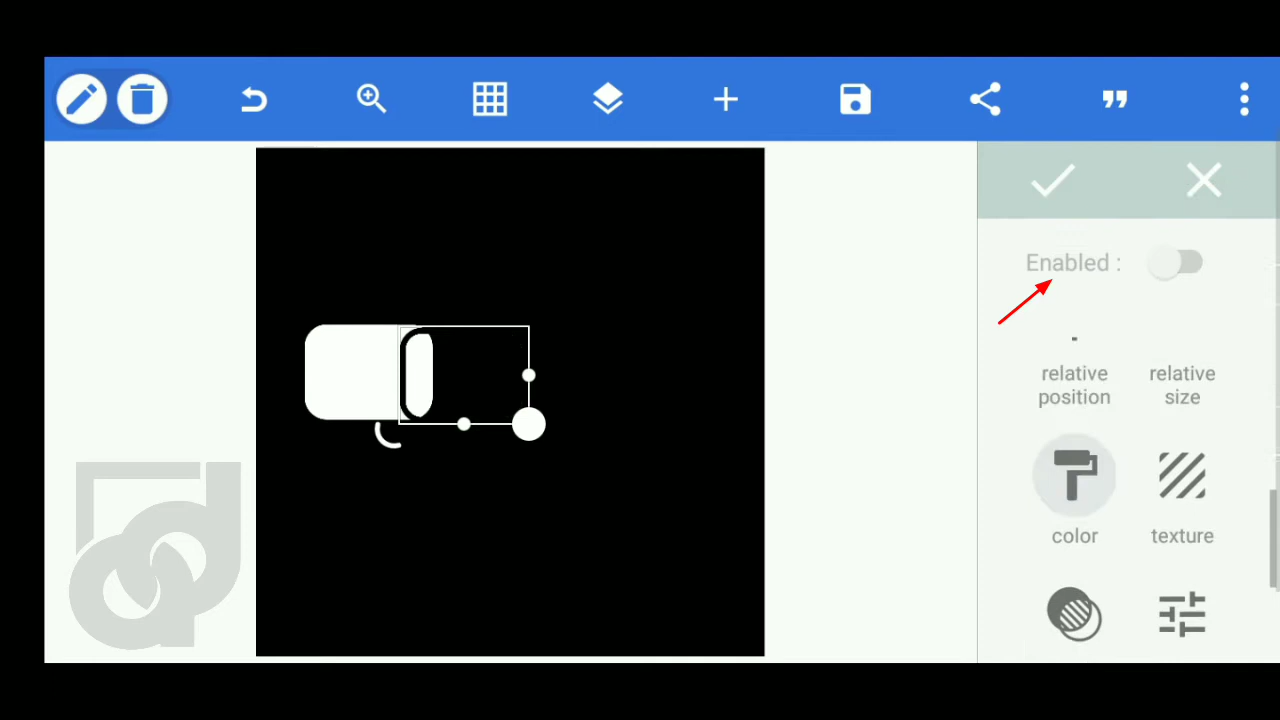 Enabled :
relative position
relative size
color
texture